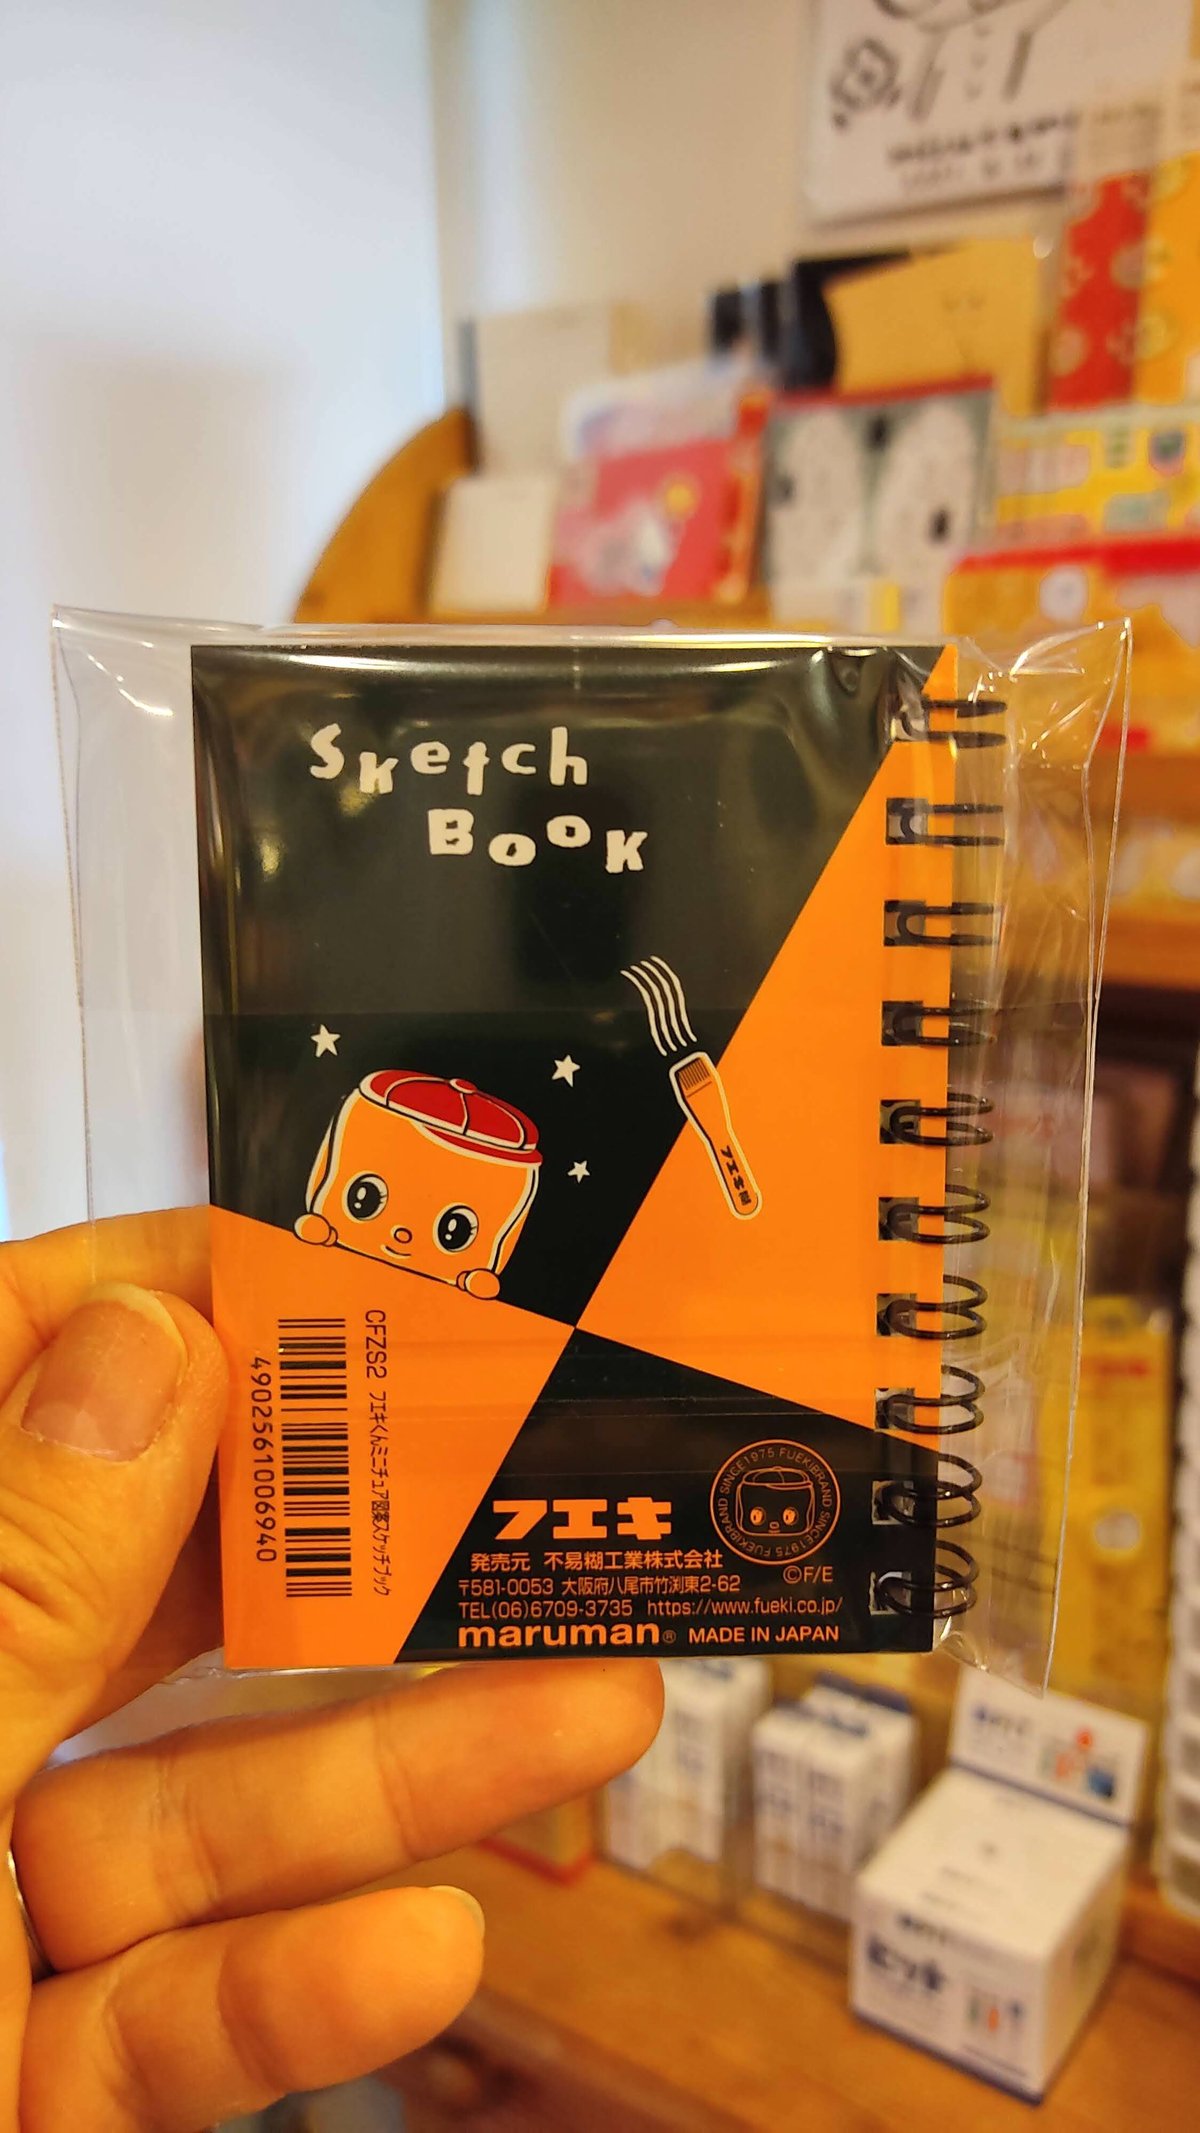 Sketch
Book
フエキ糊
CFZS2 フエキくんミニチュア図案スケッチブック
4902561006940
フエキ
FUEKIBRAND SINCE1975 FUEKIBRAND SINCE1975
発売元 不易糊工業株式会社
©F/E
〒581-0053 大阪府八尾市竹渕東2-62
TEL(06)6709-3735 https://www.fueki.co.jp/
maruman® MADE IN JAPAN